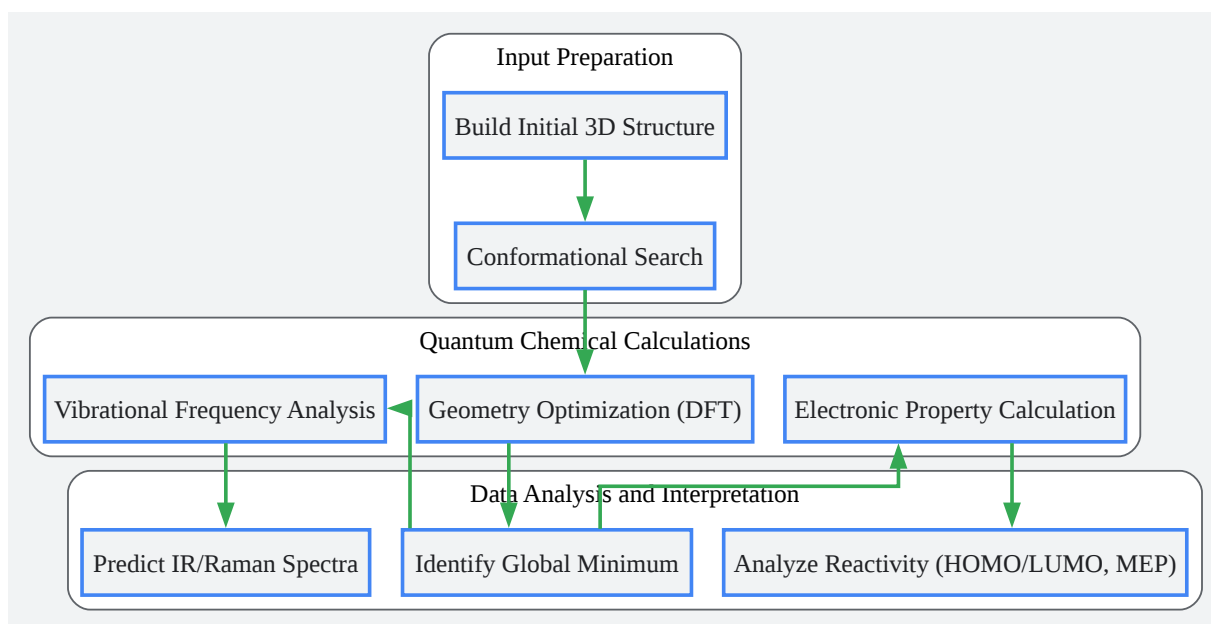 Input Preparation
Build Initial 3D Structure
Conformational Search
Quantum Chemical Calculations
Vibrational Frequency Analysis
Geometry Optimization (DFT)
Electronic Property Calculation
Data Analysis and Interpretation
Predict IR/Raman Spectra
Identify Global Minimum
Analyze Reactivity (HOMO/LUMO, MEP)